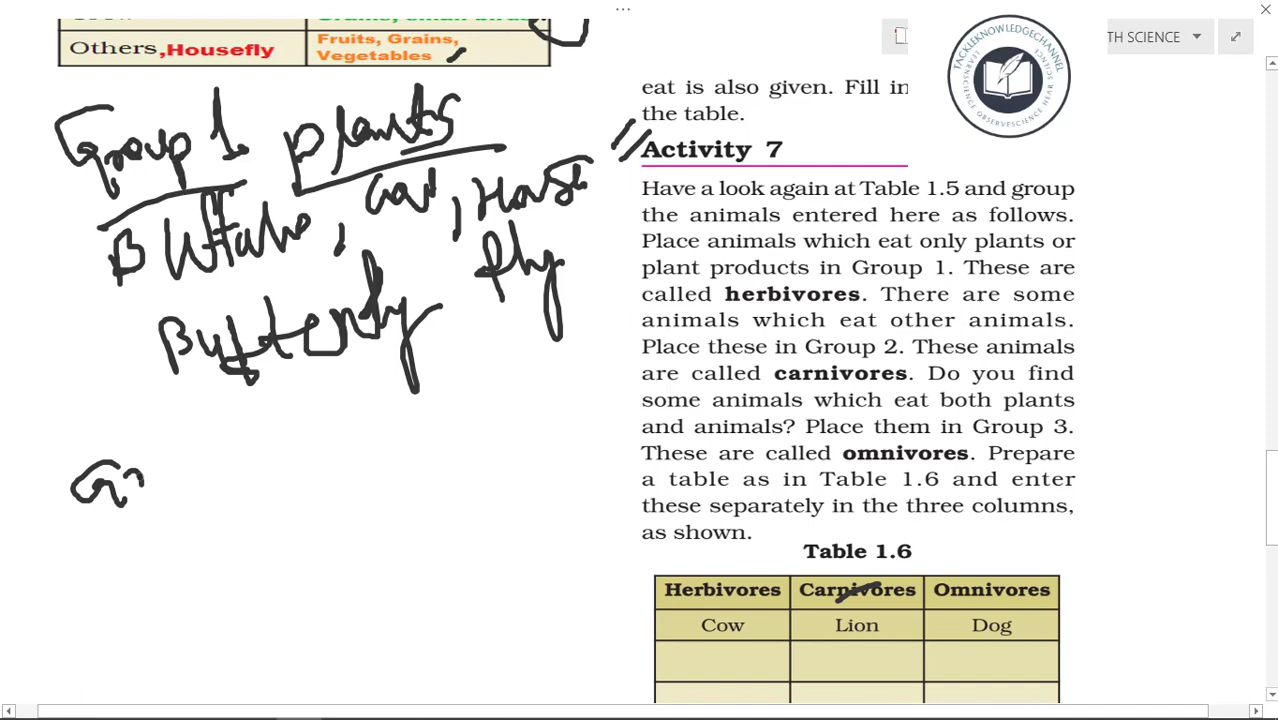 Others,Housefly
Fruits, Grains,
Vegetables
Group 1 plants
cat, House
fly
Butterfly
TACKLEKNOWLEDGECHANNEL
LEARNSCIENCE OBSERVESCIENCE HEAR SCIENCE
TH SCIENCE
eat is also given. Fill in
the table.
Activity 7
Have a look again at Table 1.5 and group
the animals entered here as follows.
Place animals which eat only plants or
plant products in Group 1. These are
called herbivores. There are some
animals which eat other animals.
Place these in Group 2. These animals
are called carnivores. Do you find
some animals which eat both plants
and animals? Place them in Group 3.
These are called omnivores. Prepare
a table as in Table 1.6 and enter
these separately in the three columns,
as shown.
Table 1.6
Herbivores Carnivores Omnivores
Cow Lion Dog